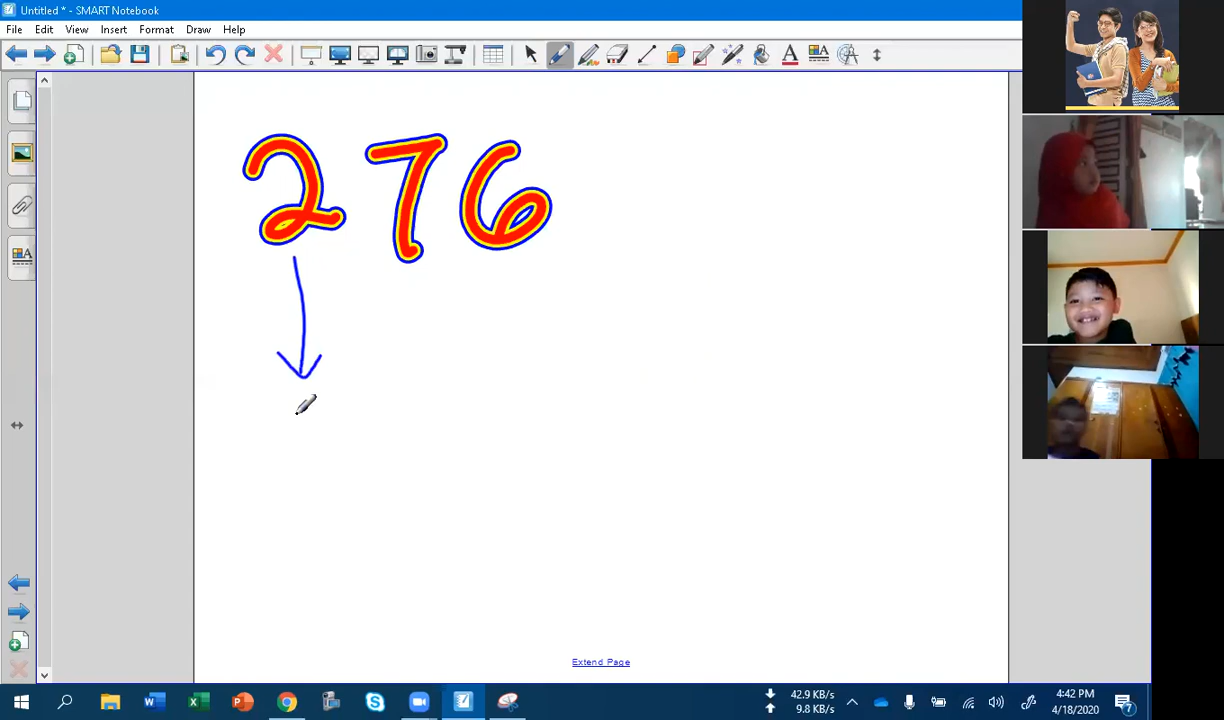 Untitled * - SMART Notebook
File Edit View Insert Format Draw Help
276
Extend Page
42.9 KB/s
9.8 KB/s
4:42 PM
4/18/2020
7